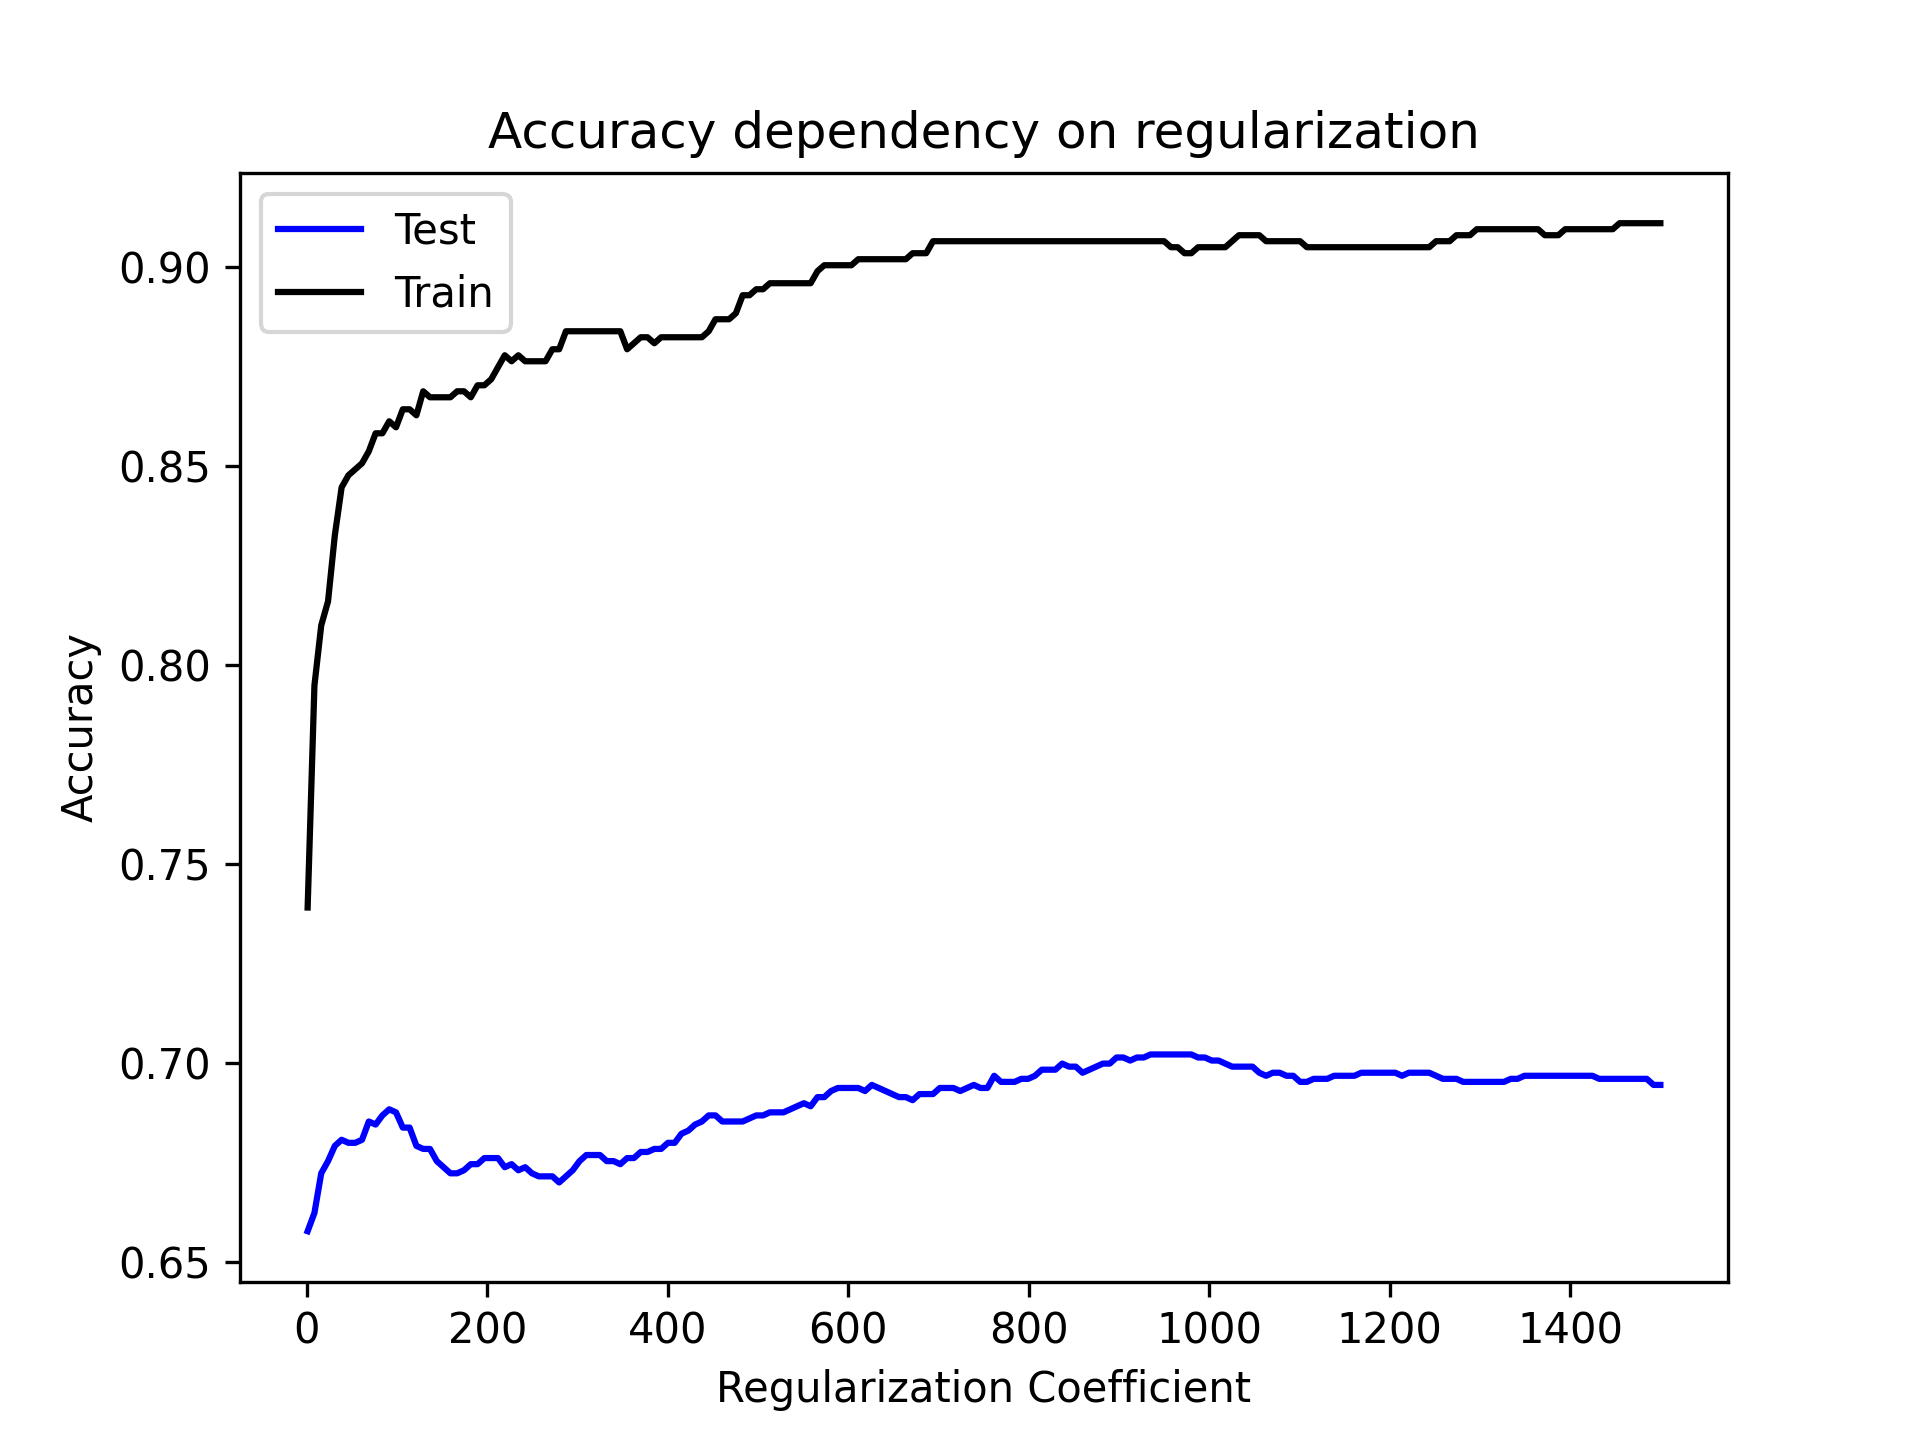 Accuracy dependency on regularization
Test
Train
0.90
0.85
0.80
0.75
0.70
0.65
Accuracy
0 200 400 600 800 1000 1200 1400
Regularization Coefficient